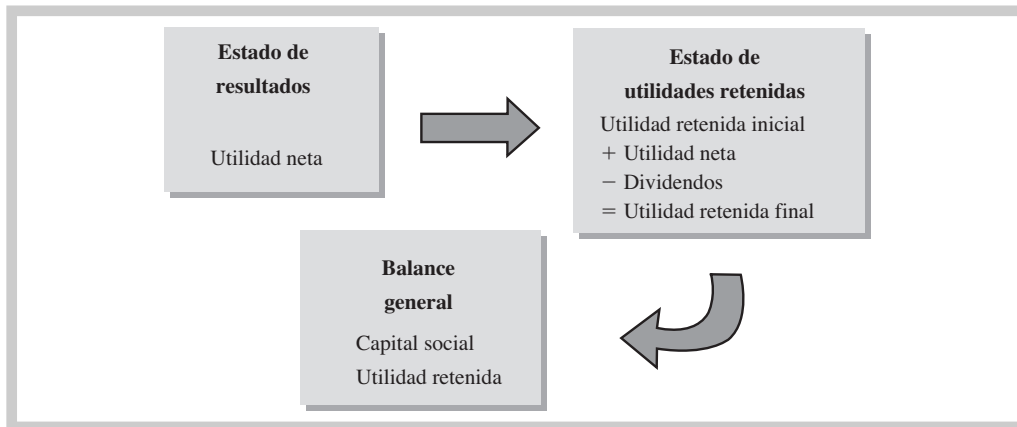 Estado de
resultados
Utilidad neta
Estado de
utilidades retenidas
Utilidad retenida inicial
+ Utilidad neta
− Dividendos
= Utilidad retenida final
Balance
general
Capital social
Utilidad retenida